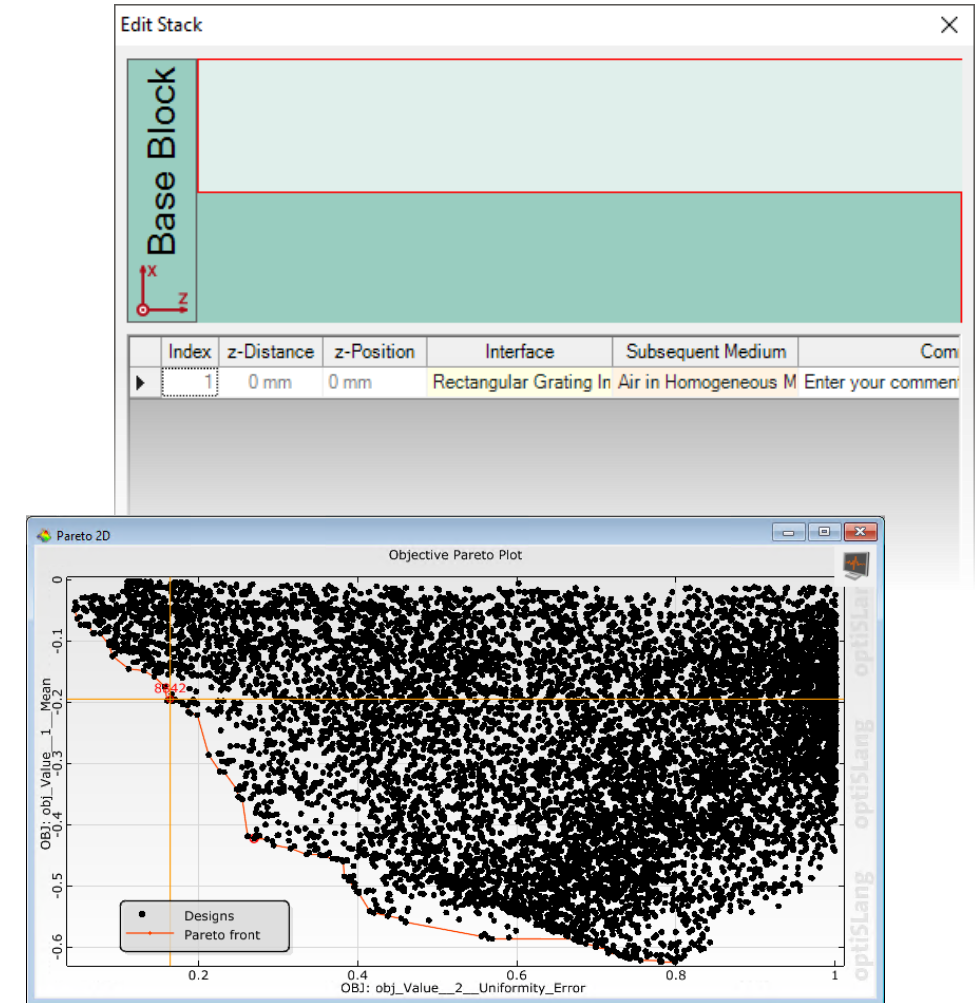 Edit Stack
Base Block
X
Z
Index z-Distance z-Position Interface Subsequent Medium Com
1 0 mm 0 mm Rectangular Grating In Air in Homogeneous M Enter your commen
Pareto 2D
Objective Pareto Plot
OBJ: obj_Value__1__Mean
0
-0.1
-0.2
-0.3
-0.4
-0.5
-0.6
Designs
Pareto front
0.2 0.4 0.6 0.8 1
OBJ: obj_Value__2__Uniformity_Error
optiSLang
optiSLang